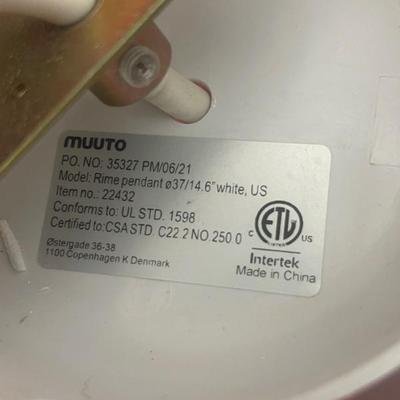 muuto
PO. NO: 35327 PM/06/21
Model: Rime pendant ø37/14.6" white, US
Item no.: 22432
Conforms to: UL STD. 1598
Certified to:CSA STD. C22.2 NO.250.0
Østergade 36-38
1100 Copenhagen K Denmark
C ETL US
Intertek
Made in China